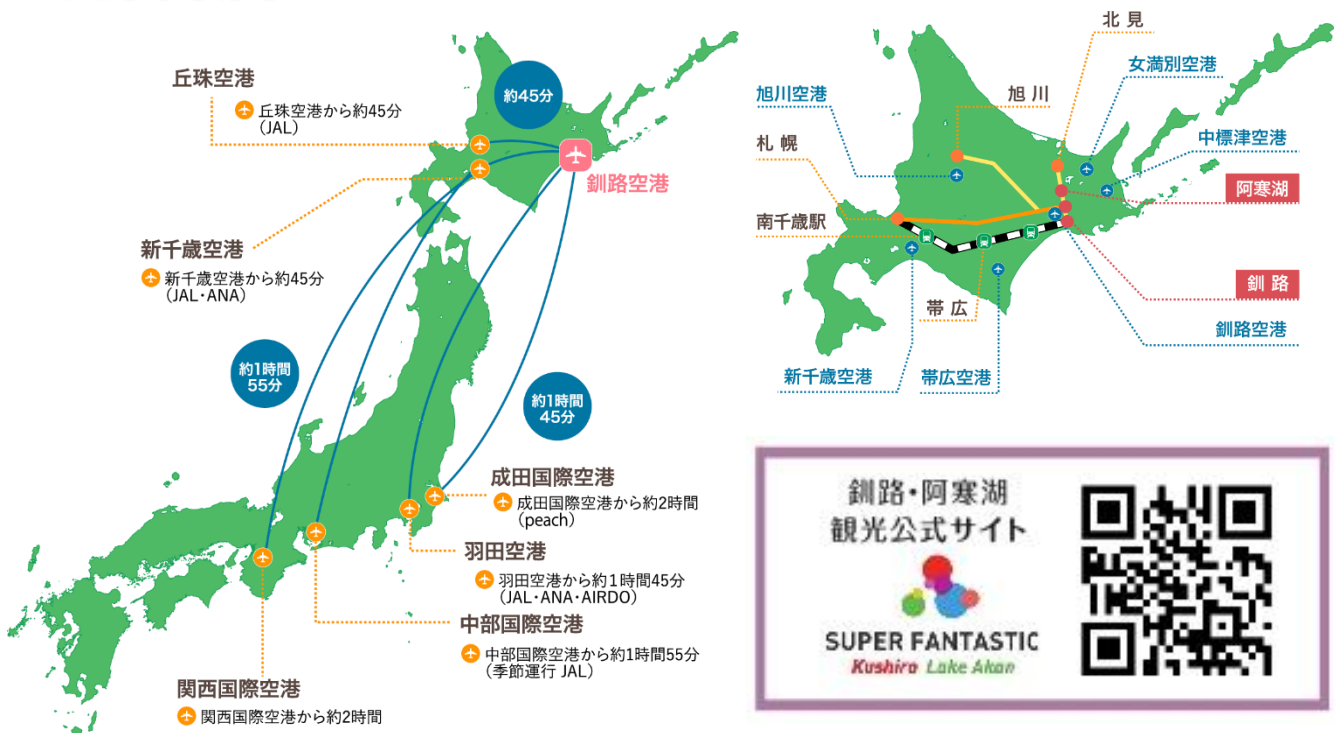 丘珠空港
丘珠空港から約45分
(JAL)
約45分
釧路空港
新千歳空港
新千歳空港から約45分
(JAL・ANA)
約1時間
55分
約1時間
45分
成田国際空港
成田国際空港から約2時間
(peach)
羽田空港
羽田空港から約1時間45分
(JAL・ANA・AIRDO)
中部国際空港
中部国際空港から約1時間55分
(季節運行 JAL)
関西国際空港
関西国際空港から約2時間
北見
女満別空港
旭川空港
旭川
中標津空港
札幌
阿寒湖
南千歳駅
釧路
帯広
釧路空港
新千歳空港
帯広空港
釧路・阿寒湖
観光公式サイト
SUPER FANTASTIC
Kushiro Lake Akan